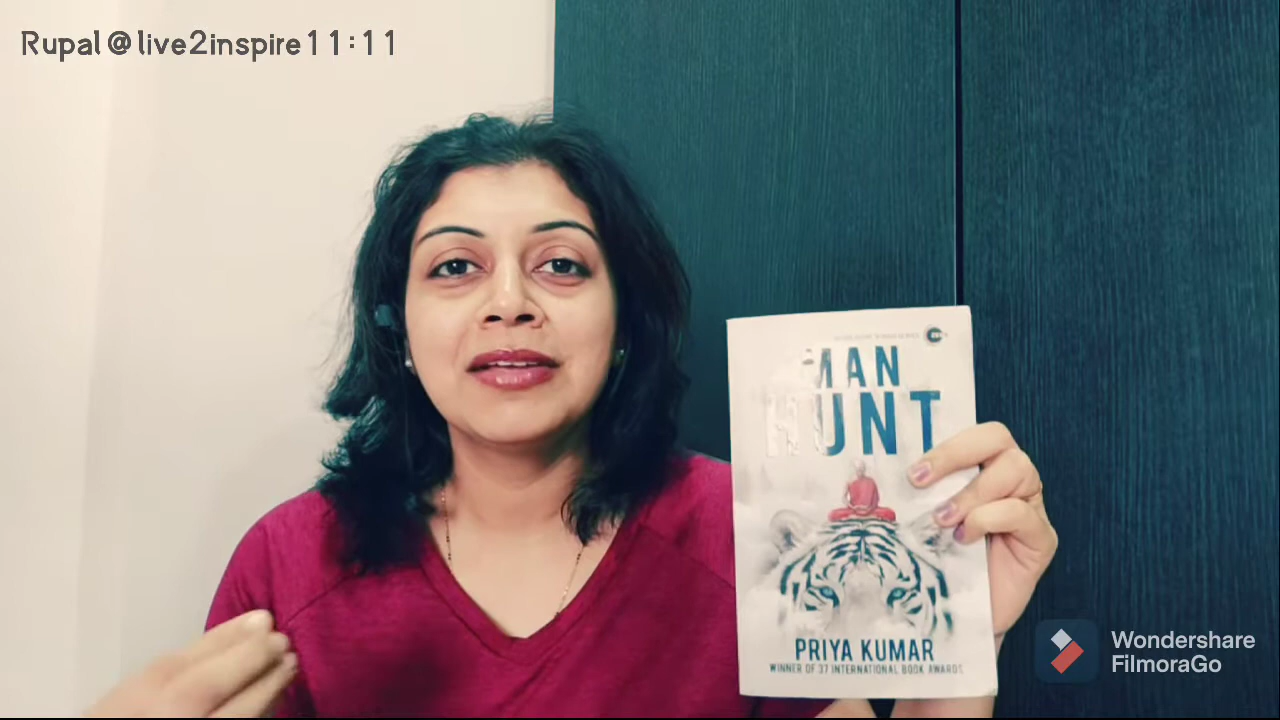 Rupal@live2inspire11:11
MAN
HUNT
PRIYA KUMAR
WINNER OF 37 INTERNATIONAL BOOK AWARDS
Wondershare
FilmoraGo